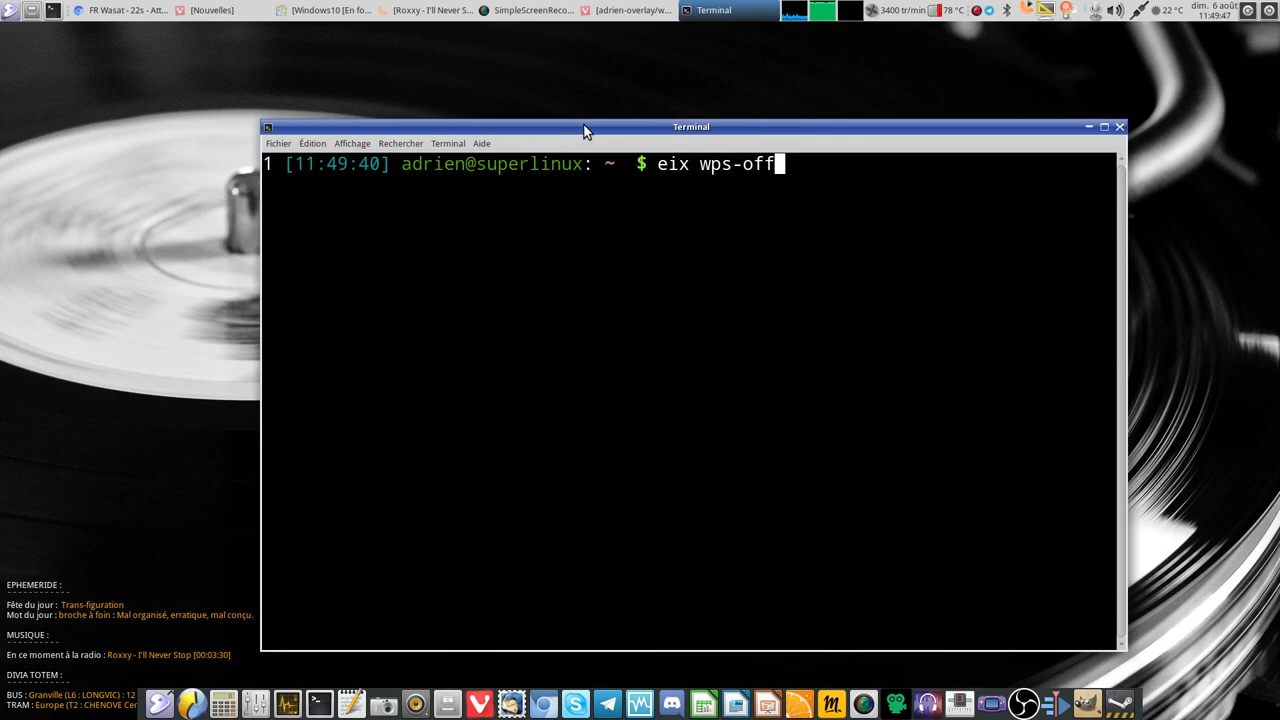 FR Wasat - 22s - Att...
[Nouvelles]
[Windows10 [En fo...
[Roxxy - I'll Never S...
SimpleScreenReco...
[adrien-overlay/w...
Terminal
3400 tr/min
78 °C
22 °C
dim. 6 août
11:49:47
Terminal
Fichier Édition Affichage Rechercher Terminal Aide
1 [11:49:40] adrien@superlinux: ~ $ eix wps-off
EPHEMERIDE :
Fête du jour : Trans-figuration
Mot du jour : broche à foin : Mal organisé, erratique, mal conçu.
MUSIQUE :
En ce moment à la radio : Roxxy - I'll Never Stop [00:03:30]
DIVIA TOTEM :
BUS : Granville (L6 : LONGVIC) : 12
TRAM : Europe (T2 : CHENOVE Cen